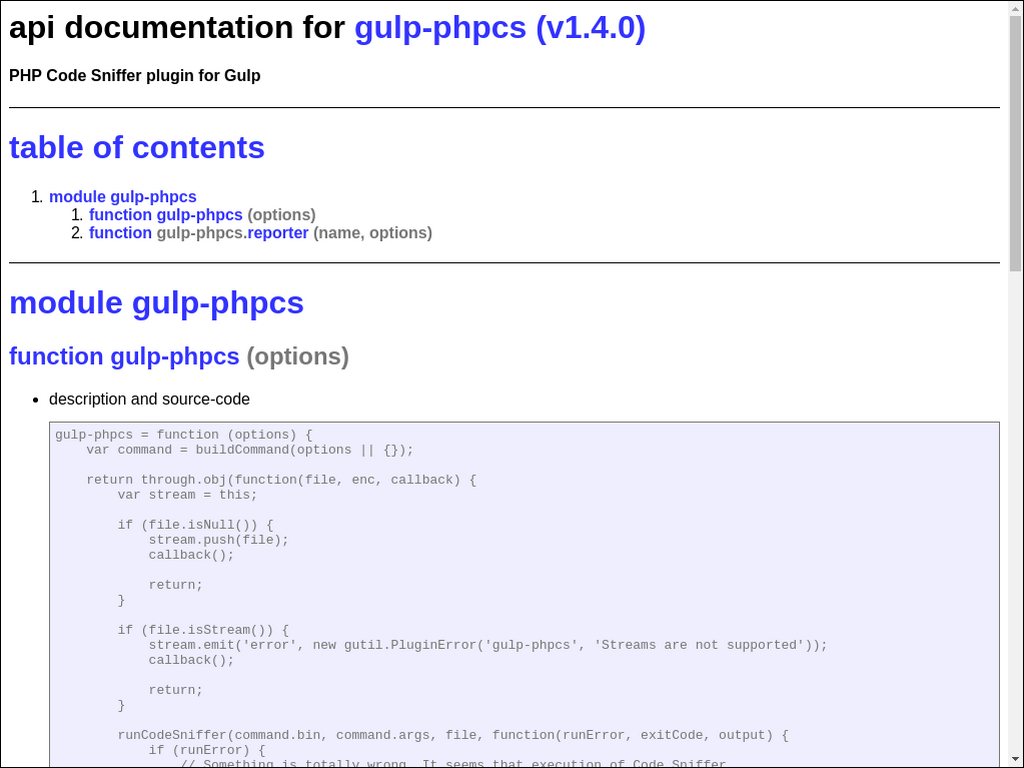 api documentation for gulp-phpcs (v1.4.0)
PHP Code Sniffer plugin for Gulp
table of contents
1. module gulp-phpcs
1. function gulp-phpcs (options)
2. function gulp-phpcs.reporter (name, options)
module gulp-phpcs
function gulp-phpcs (options)
• description and source-code
gulp-phpcs = function (options) {
    var command = buildCommand(options || {});
    return through.obj(function(file, enc, callback) {
        var stream = this;
        if (file.isNull()) {
            stream.push(file);
            callback();
            return;
        }
        if (file.isStream()) {
            stream.emit('error', new gutil.PluginError('gulp-phpcs', 'Streams are not supported'));
            callback();
            return;
        }
        runCodeSniffer(command.bin, command.args, file, function(runError, exitCode, output) {
            if (runError) {
                // Something is totally wrong. It seems that execution of Code Sniffer